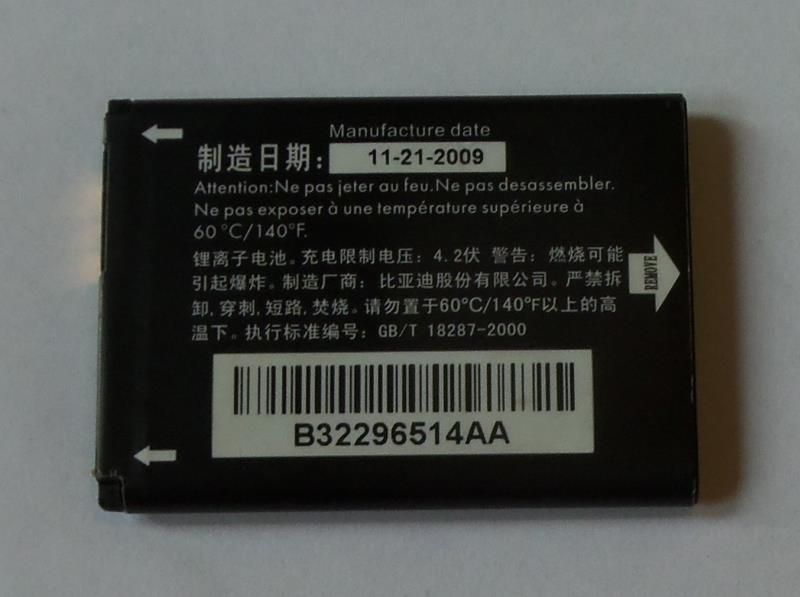 Manufacture date
制造日期: 11-21-2009
Attention:Ne pas jeter au feu.Ne pas desassembler.
Ne pas exposer à une température supérieure à
60 °C/140°F.
锂离子电池。充电限制电压: 4.2伏 警告: 燃烧可能
引起爆炸。制造厂商: 比亚迪股份有限公司。严禁拆
卸,穿刺,短路,焚烧。请勿置于60°C/140°F以上的高
温下。执行标准编号: GB/T 18287-2000
REMOVE
B32296514AA